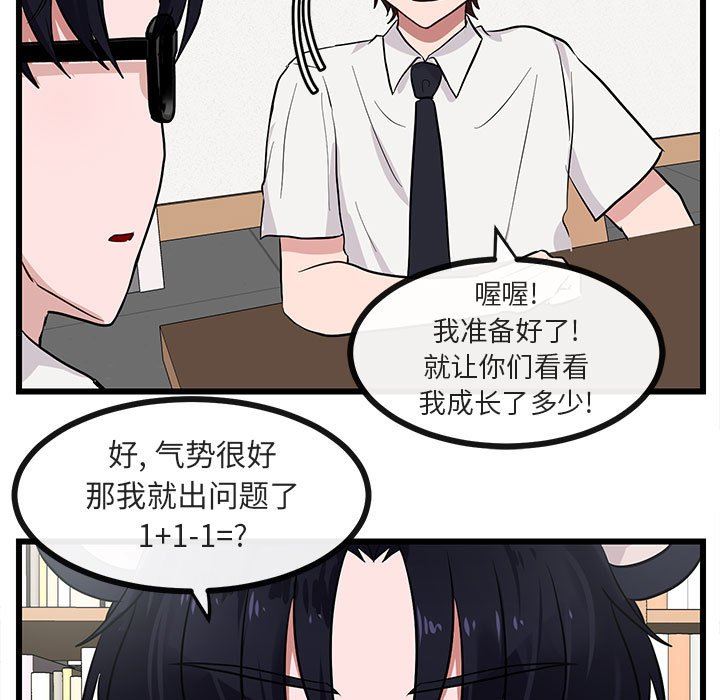 喔喔!
我准备好了!
就让你们看看
我成长了多少!
好, 气势很好
那我就出问题了
1+1-1=?